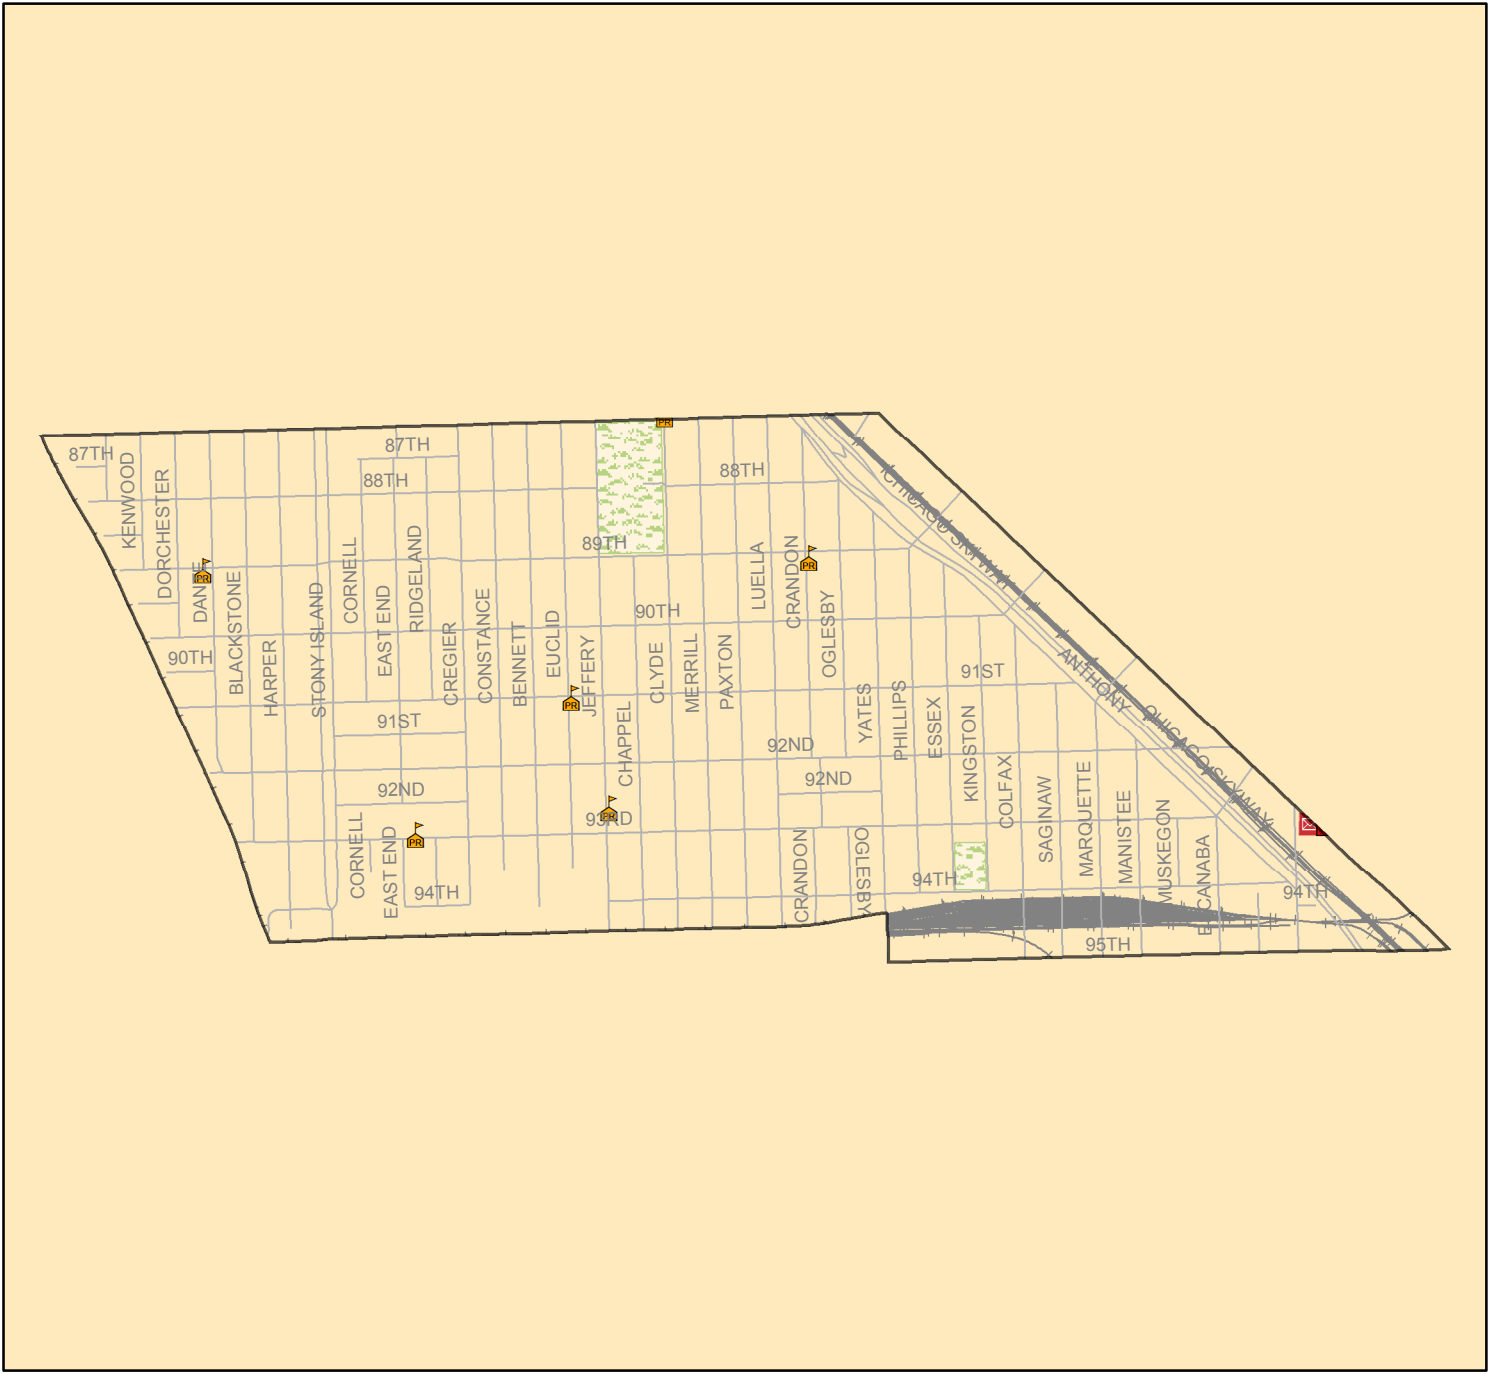 87TH
87TH
88TH
88TH
KENWOOD
DORCHESTER
PR
CHICAGO SKYWAY
89TH
DANTE
PR
BLACKSTONE
CORNELL
RIDGELAND
EAST END
STONY ISLAND
HARPER
CREGIER
CONSTANCE
BENNETT
EUCLID
LUELLA
CRANDON
PR
OGLESBY
90TH
90TH
JEFFERY
CLYDE
MERRILL
PAXTON
PR
91ST
91ST
ANTHONY
CHAPPEL
YATES
PHILLIPS
ESSEX
KINGSTON
COLFAX
CHICAGO SKYWAY
92ND
92ND
92ND
SAGINAW
MARQUETTE
MANISTEE
MUSKEGON
ESCANABA
93RD
PR
PR
CORNELL
EAST END
CRANDON
OGLESBY
94TH
94TH
94TH
95TH